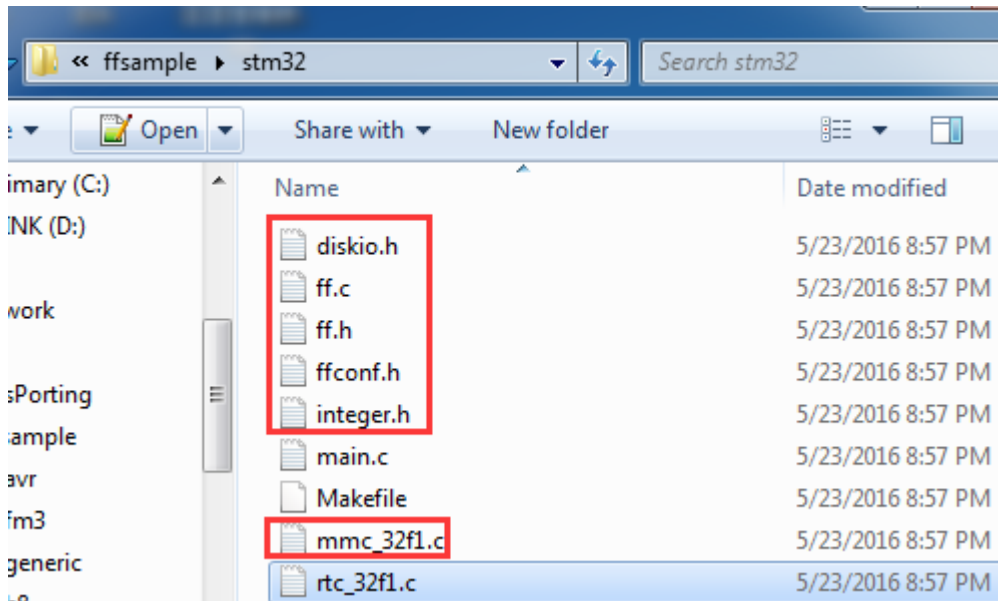 « ffsample ▸ stm32
Search stm32
Open
Share with
New folder
imary (C:)
INK (D:)
work
sPorting
ample
avr
fm3
generic
Name
Date modified
diskio.h 5/23/2016 8:57 PM
ff.c 5/23/2016 8:57 PM
ff.h 5/23/2016 8:57 PM
ffconf.h 5/23/2016 8:57 PM
integer.h 5/23/2016 8:57 PM
main.c 5/23/2016 8:57 PM
Makefile 5/23/2016 8:57 PM
mmc_32f1.c 5/23/2016 8:57 PM
rtc_32f1.c 5/23/2016 8:57 PM